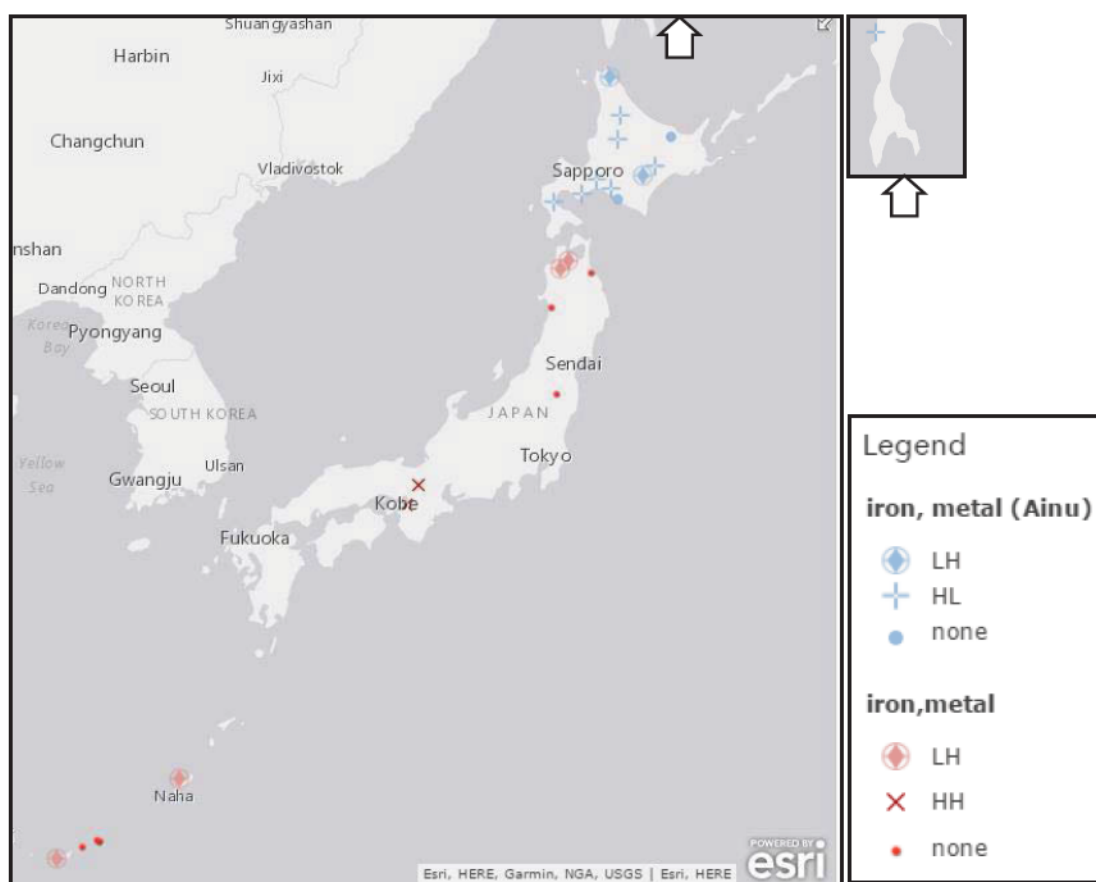 Shuangyashan
Harbin
Jixi
Changchun
Vladivostok
Sapporo
nshan
NORTH
KOREA
Dandong
Korea
Bay
Pyongyang
Sendai
Seoul
SOUTH KOREA
JAPAN
Tokyo
Yellow
Sea
Ulsan
Gwangju
Kobe
Fukuoka
Naha
Esri, HERE, Garmin, NGA, USGS | Esri, HERE
POWERED BY
esri
Legend
iron, metal (Ainu)
LH
HL
none
iron,metal
LH
HH
none